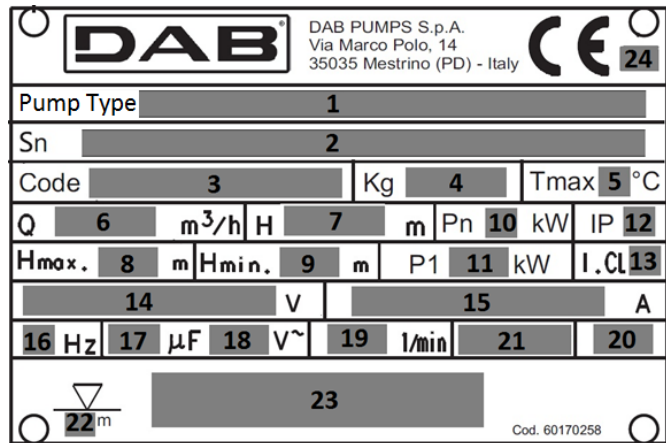 DAB DAB PUMPS S.p.A.
Via Marco Polo, 14
35035 Mestrino (PD) - Italy CE 24
Pump Type 1
Sn 2
Code 3 Kg 4 Tmax 5 °C
Q 6 m³/h H 7 m Pn 10 kW IP 12
Hmax. 8 m Hmin. 9 m P1 11 kW I.Cl 13
14 V 15 A
16 Hz 17 µF 18 V~ 19 1/min 21 20
22 m 23
Cod. 60170258